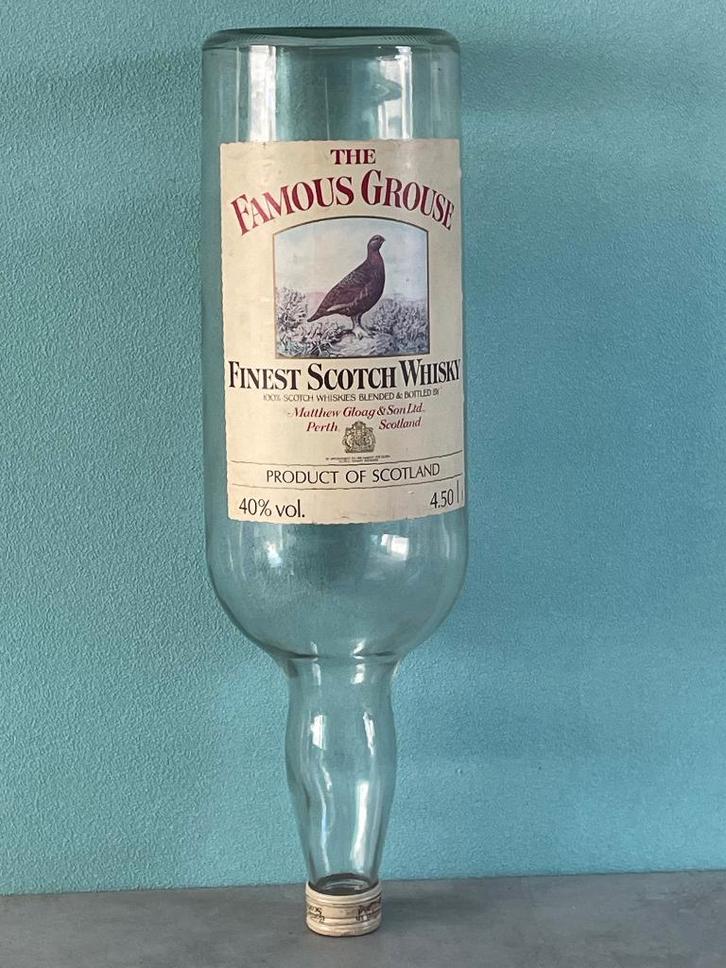 THE
FAMOUS GROUSE
FINEST SCOTCH WHISKY
100% SCOTCH WHISKIES BLENDED & BOTTLED BY
Matthew Gloag & Son Ltd.
Perth, Scotland
PRODUCT OF SCOTLAND
40% vol. 4.50 l